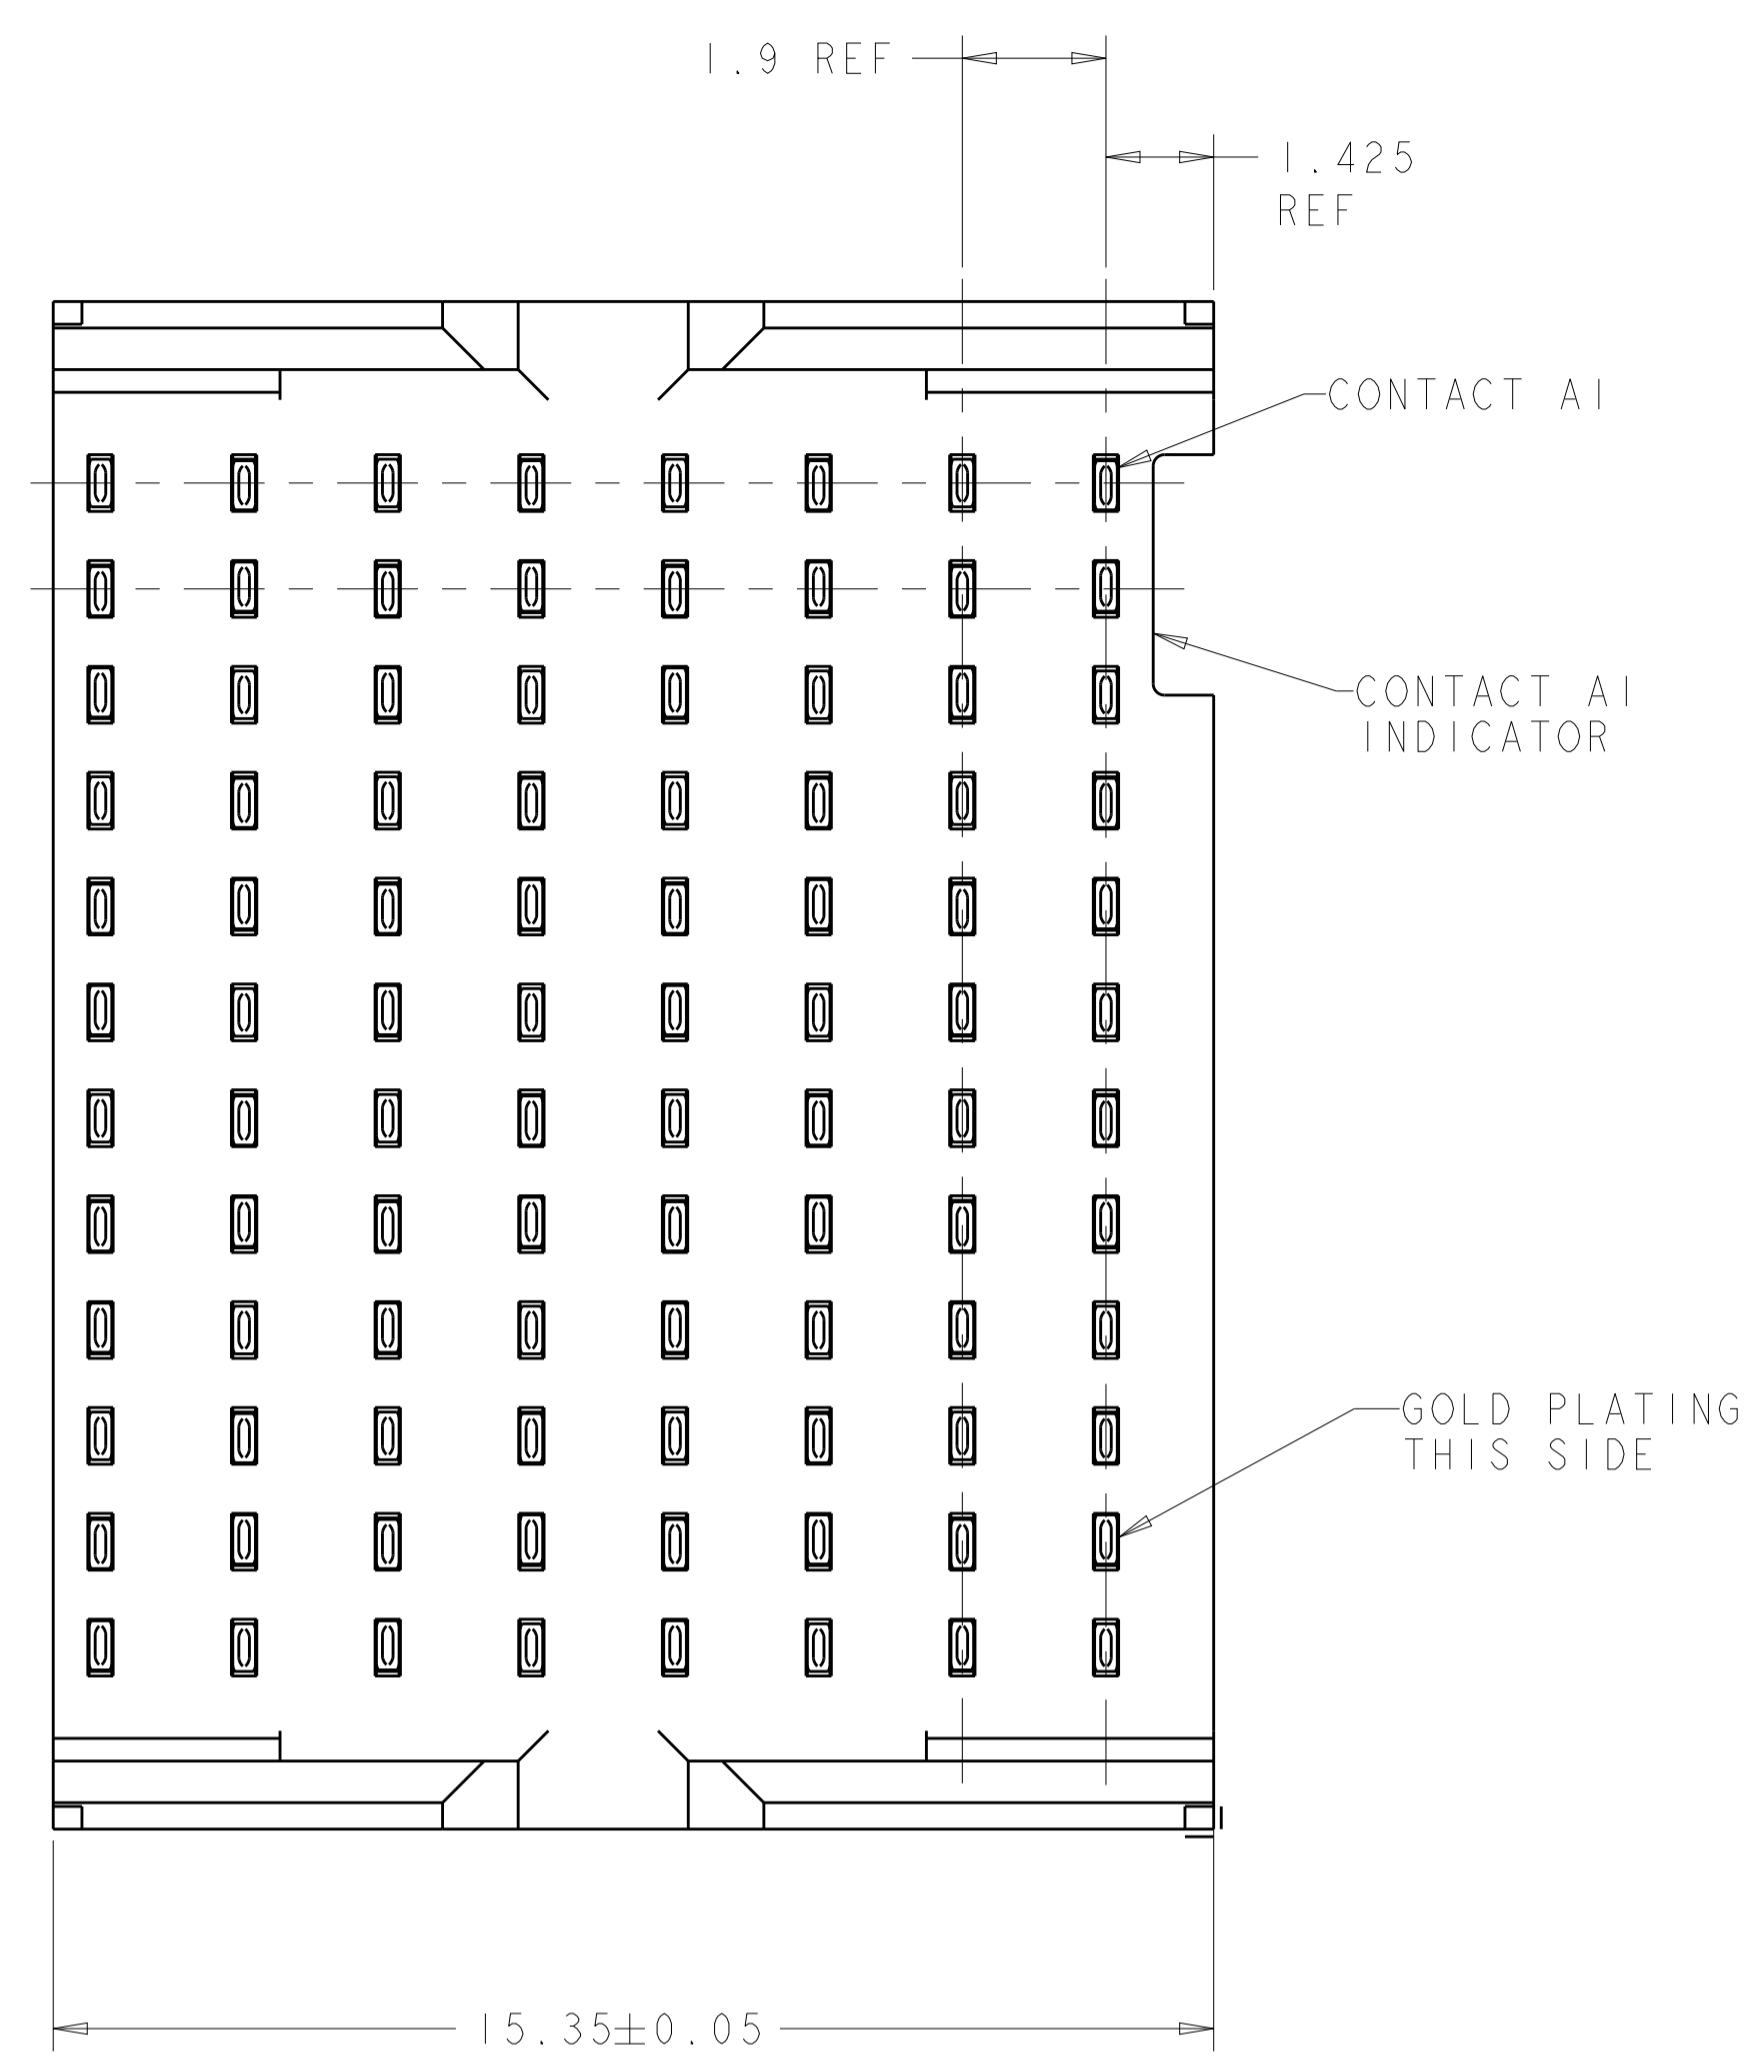 1.9 REF
1.425
REF
CONTACT A1
CONTACT A1
INDICATOR
GOLD PLATING
THIS SIDE
15.35±0.05